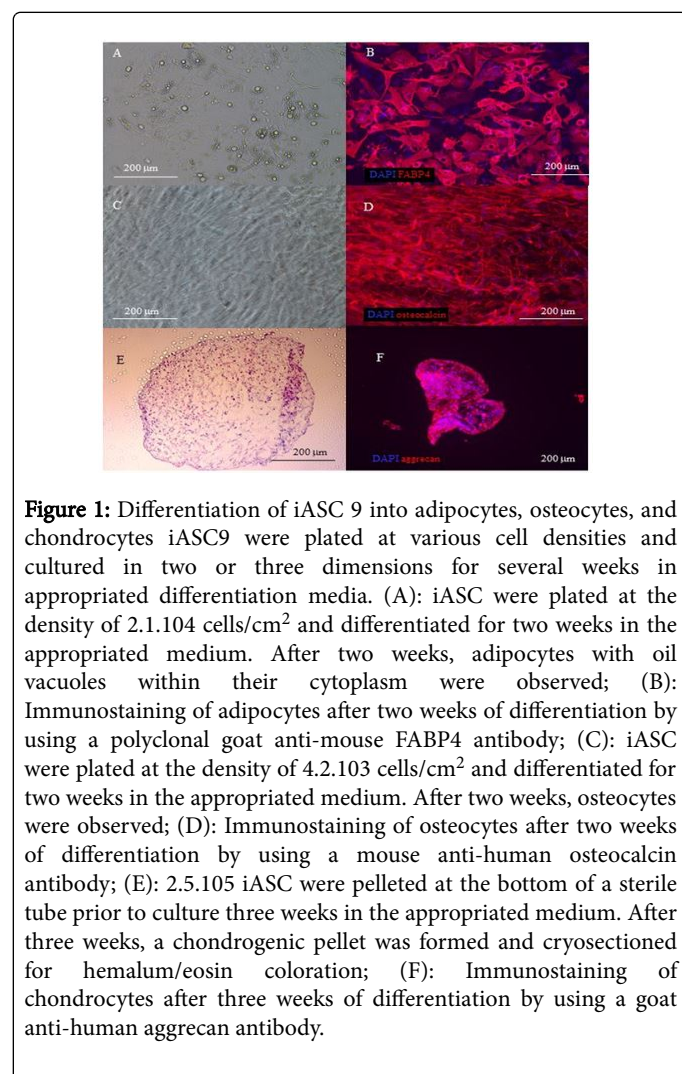 A
B
200 µm
DAPI FABP4
200 µm
C
D
200 µm
DAPI osteocalcin
200 µm
E
F
200 µm
DAPI aggrecan
200 µm
Figure 1: Differentiation of iASC 9 into adipocytes, osteocytes, and
chondrocytes iASC9 were plated at various cell densities and
cultured in two or three dimensions for several weeks in
appropriated differentiation media. (A): iASC were plated at the
density of 2.1.104 cells/cm² and differentiated for two weeks in the
appropriated medium. After two weeks, adipocytes with oil
vacuoles within their cytoplasm were observed; (B):
Immunostaining of adipocytes after two weeks of differentiation by
using a polyclonal goat anti-mouse FABP4 antibody; (C): iASC
were plated at the density of 4.2.103 cells/cm² and differentiated for
two weeks in the appropriated medium. After two weeks, osteocytes
were observed; (D): Immunostaining of osteocytes after two weeks
of differentiation by using a mouse anti-human osteocalcin
antibody; (E): 2.5.105 iASC were pelleted at the bottom of a sterile
tube prior to culture three weeks in the appropriated medium. After
three weeks, a chondrogenic pellet was formed and cryosectioned
for hemalum/eosin coloration; (F): Immunostaining of
chondrocytes after three weeks of differentiation by using a goat
anti-human aggrecan antibody.